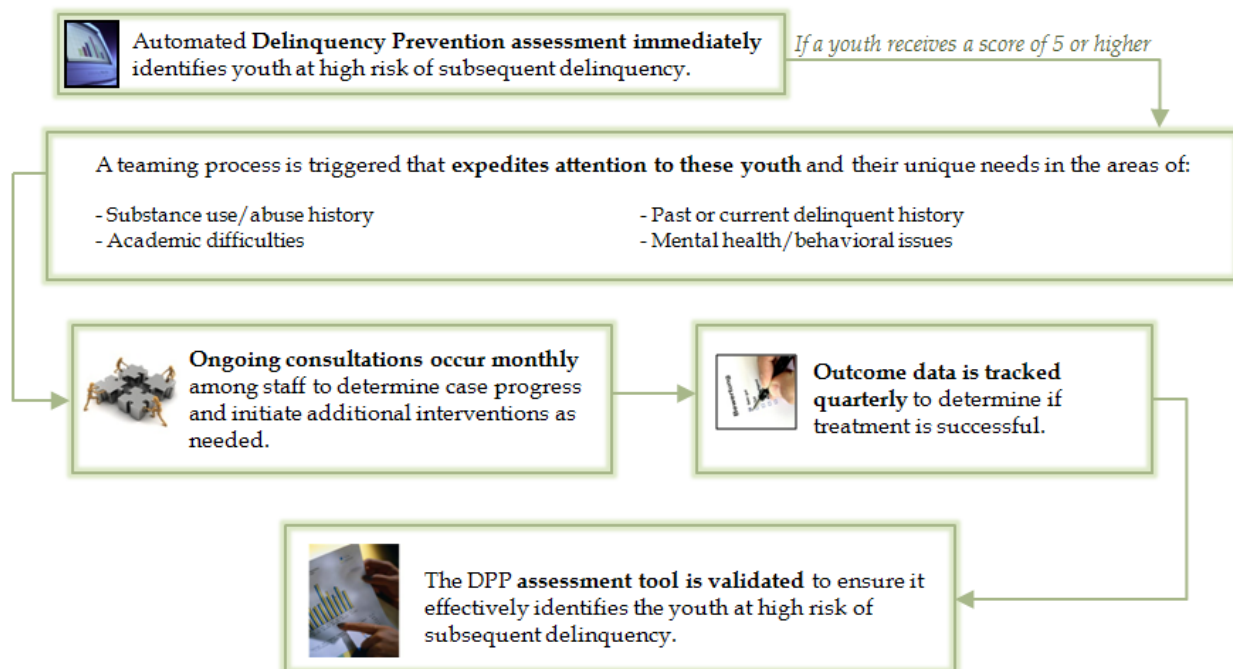 Automated Delinquency Prevention assessment immediately
identifies youth at high risk of subsequent delinquency.
If a youth receives a score of 5 or higher
A teaming process is triggered that expedites attention to these youth and their unique needs in the areas of:
- Substance use/abuse history
- Academic difficulties
- Past or current delinquent history
- Mental health/behavioral issues
Ongoing consultations occur monthly
among staff to determine case progress
and initiate additional interventions as
needed.
Outcome data is tracked
quarterly to determine if
treatment is successful.
The DPP assessment tool is validated to ensure it
effectively identifies the youth at high risk of
subsequent delinquency.